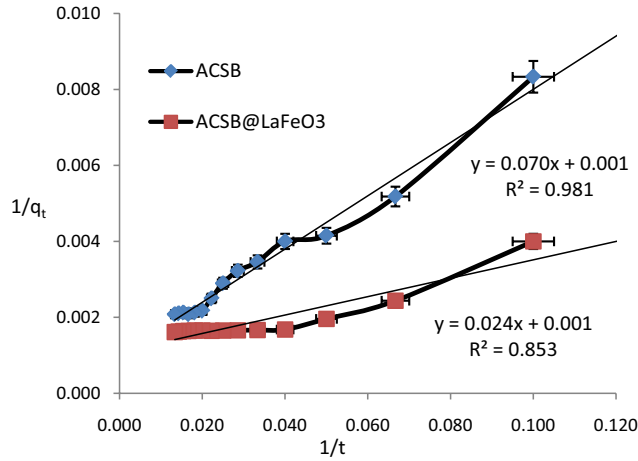 0.010
0.008
0.006
0.004
0.002
0.000
1/qt
ACSB
ACSB@LaFeO3
y = 0.070x + 0.001
R² = 0.981
y = 0.024x + 0.001
R² = 0.853
0.000 0.020 0.040 0.060 0.080 0.100 0.120
1/t